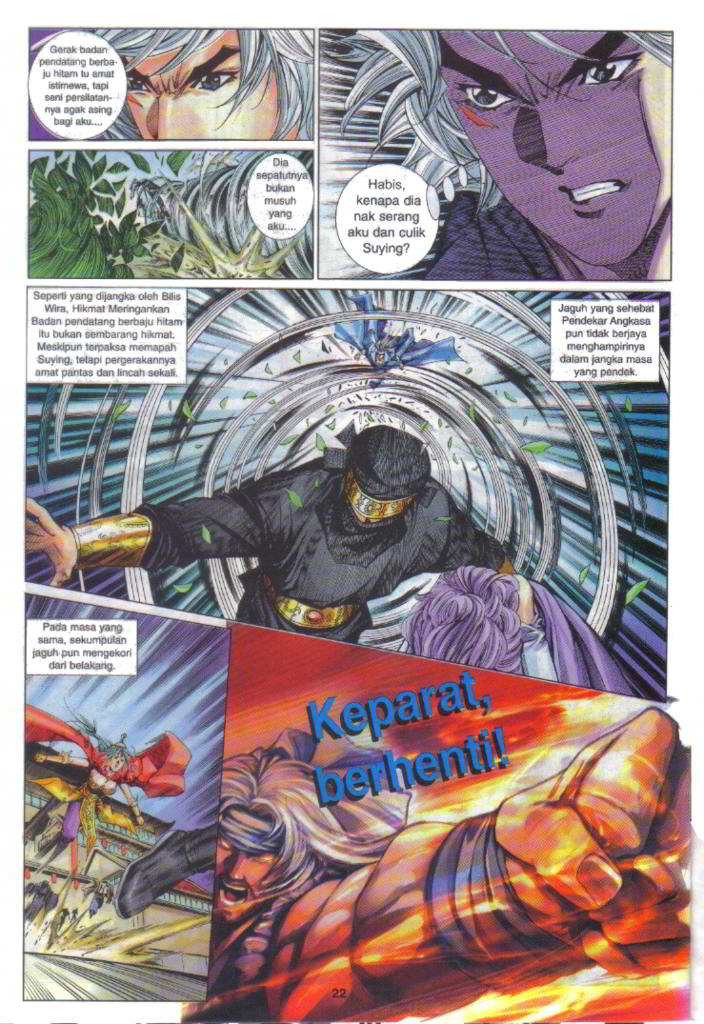 Gerak badan
pendatang berba-
ju hitam tu amat
istimewa, tapi
seni persilatan-
nya agak asing
bagi aku....
Dia
sepatutnya
bukan
musuh
yang
aku....
Habis,
kenapa dia
nak serang
aku dan culik
Suying?
Seperti yang dijangka oleh Bilis
Wira, Hikmat Meringankan
Badan pendatang berbaju hitam
itu bukan sembarang hikmat.
Meskipun terpaksa memapah
Suying, tetapi pergerakannya
amat pantas dan lincah sekali.
Jaguh yang sehebat
Pendekar Angkasa
pun tidak berjaya
menghampirinya
dalam jangka masa
yang pendek.
Pada masa yang
sama, sekumpulan
jaguh pun mengekori
dari belakang.
Keparat,
berhenti!
22